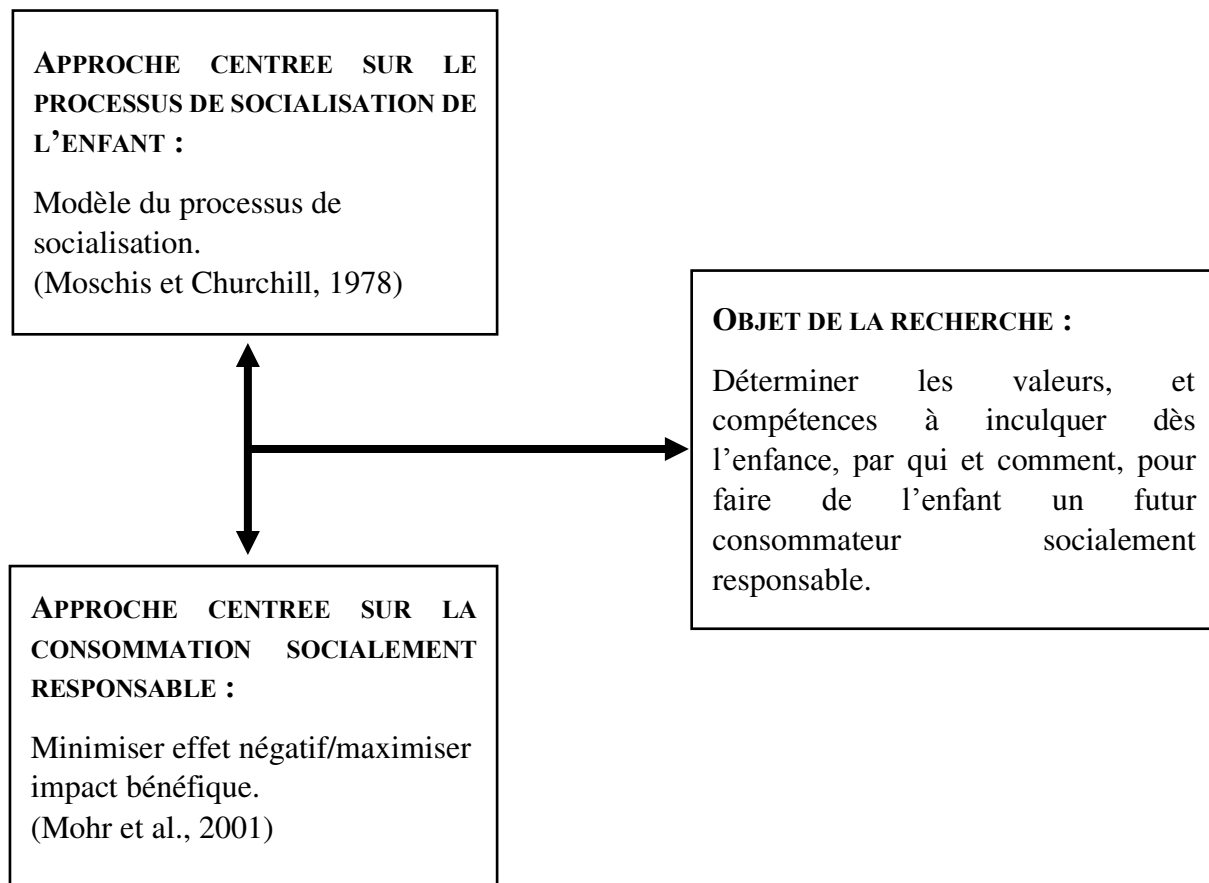 APPROCHE CENTREE SUR LE
PROCESSUS DE SOCIALISATION DE
L’ENFANT :
Modèle du processus de
socialisation.
(Moschis et Churchill, 1978)
OBJET DE LA RECHERCHE :
Déterminer les valeurs, et
compétences à inculquer dès
l’enfance, par qui et comment, pour
faire de l’enfant un futur
consommateur socialement
responsable.
APPROCHE CENTREE SUR LA
CONSOMMATION SOCIALEMENT
RESPONSABLE :
Minimiser effet négatif/maximiser
impact bénéfique.
(Mohr et al., 2001)